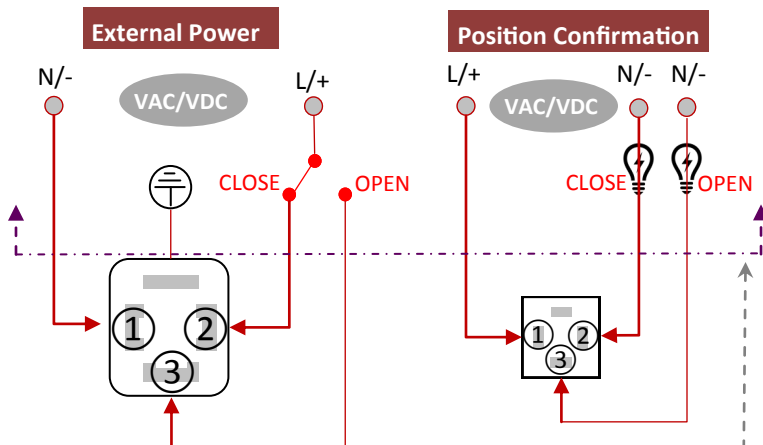 External Power
Position Confirmation
N/-
L/+
L/+
N/-
N/-
VAC/VDC
VAC/VDC
CLOSE
OPEN
CLOSE
OPEN
1
2
3
1
2
3